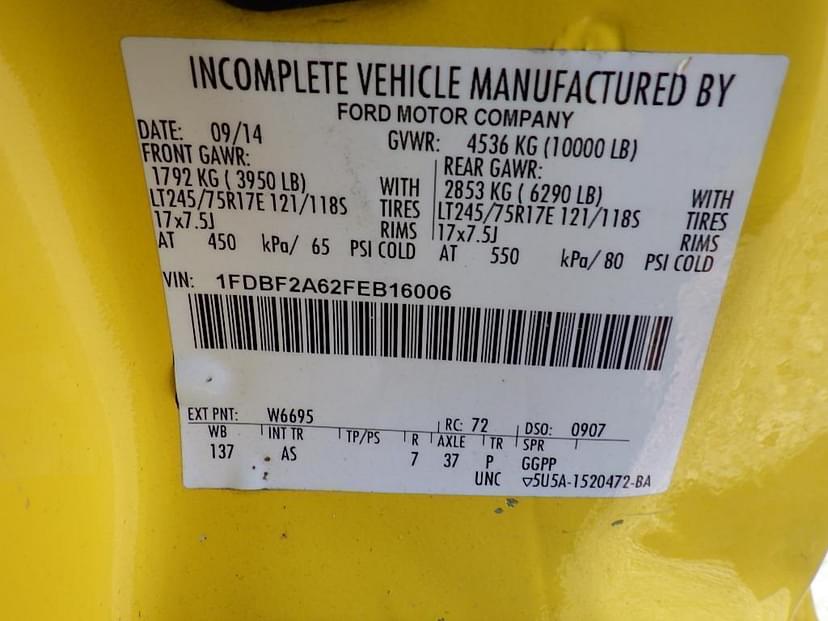 INCOMPLETE VEHICLE MANUFACTURED BY
FORD MOTOR COMPANY
DATE: 09/14 GVWR: 4536 KG (10000 LB)
FRONT GAWR: REAR GAWR:
1792 KG ( 3950 LB) WITH 2853 KG ( 6290 LB) WITH
LT245/75R17E 121/118S TIRES LT245/75R17E 121/118S TIRES
17x7.5J RIMS 17x7.5J RIMS
AT 450 kPa/ 65 PSI COLD AT 550 kPa/ 80 PSI COLD
VIN: 1FDBF2A62FEB16006
EXT PNT: W6695 RC: 72 DSO: 0907
WB INT TR TP/PS R AXLE TR SPR
137 AS 7 37 P GGPP
UNC ▽5U5A-1520472-BA